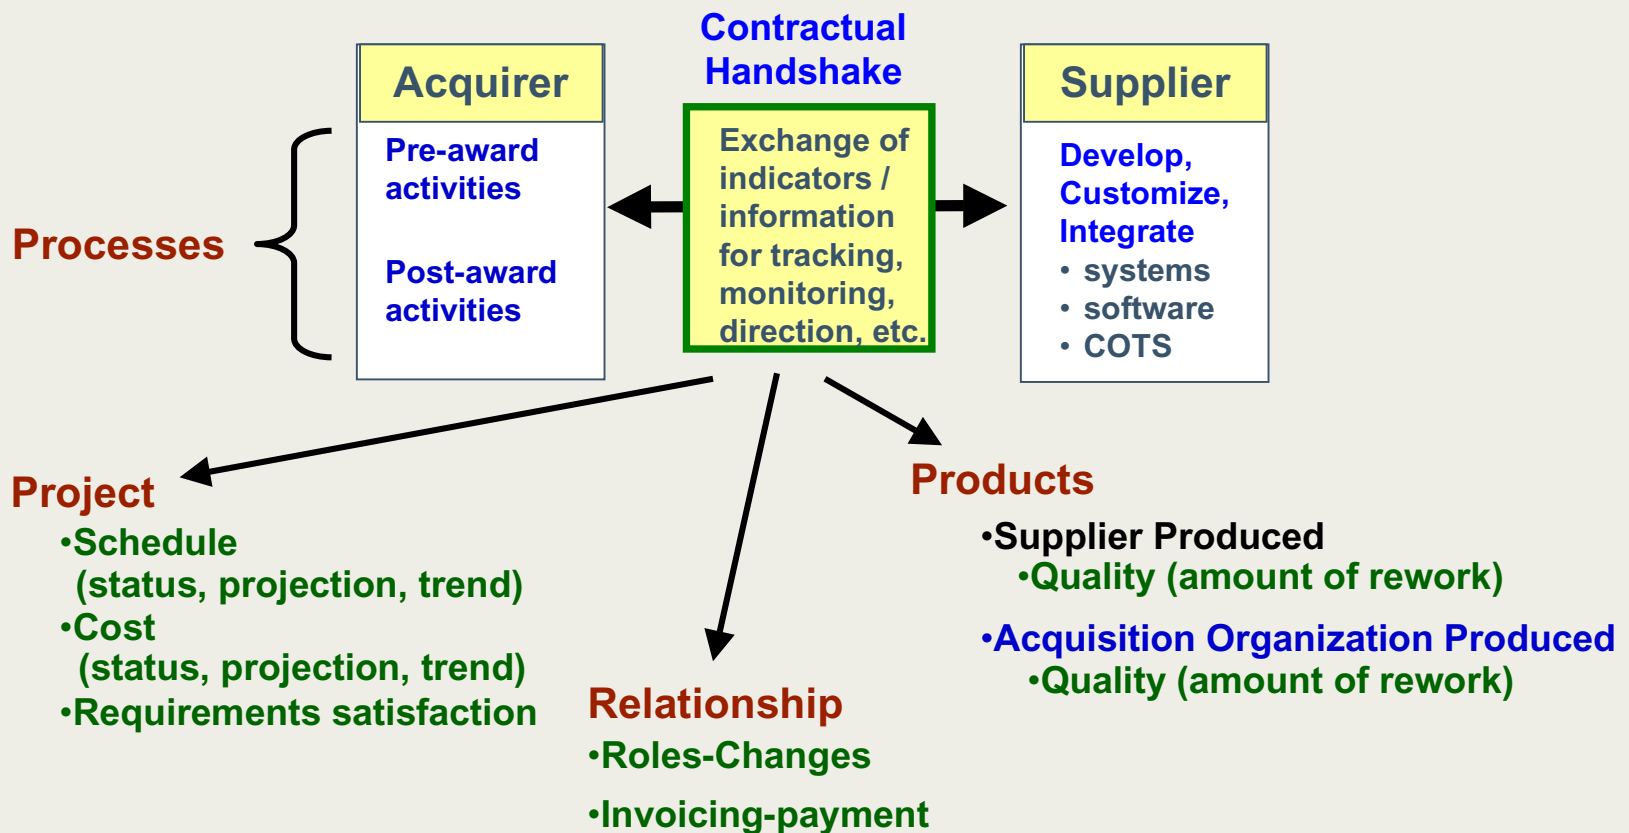 Contractual
Handshake
Acquirer
Pre-award
activities
Post-award
activities
Processes
Exchange of
indicators /
information
for tracking,
monitoring,
direction, etc.
Supplier
Develop,
Customize,
Integrate
• systems
• software
• COTS
Project
•Schedule
(status, projection, trend)
•Cost
(status, projection, trend)
•Requirements satisfaction
Relationship
•Roles-Changes
•Invoicing-payment
Products
•Supplier Produced
•Quality (amount of rework)
•Acquisition Organization Produced
•Quality (amount of rework)